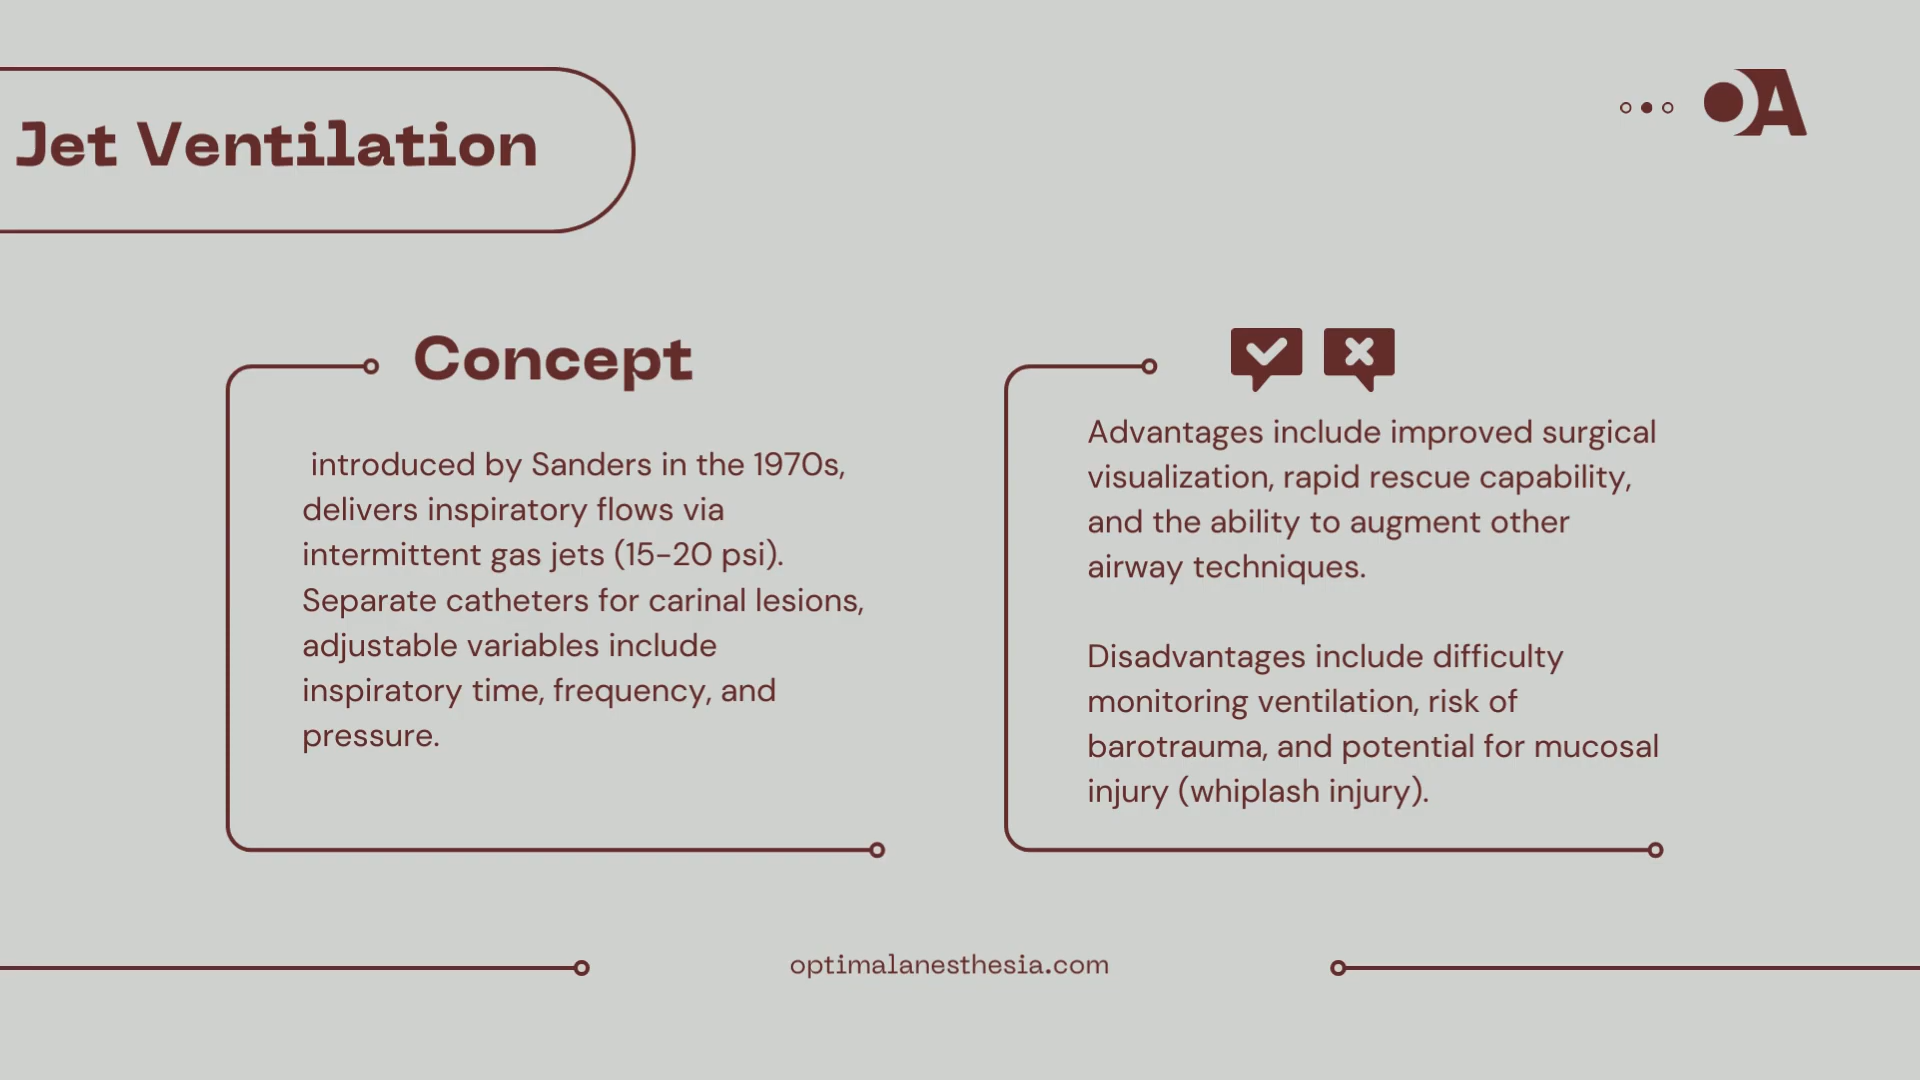 Jet Ventilation
OA
Concept
introduced by Sanders in the 1970s,
delivers inspiratory flows via
intermittent gas jets (15-20 psi).
Separate catheters for carinal lesions,
adjustable variables include
inspiratory time, frequency, and
pressure.
Advantages include improved surgical
visualization, rapid rescue capability,
and the ability to augment other
airway techniques.
Disadvantages include difficulty
monitoring ventilation, risk of
barotrauma, and potential for mucosal
injury (whiplash injury).
optimalanesthesia.com